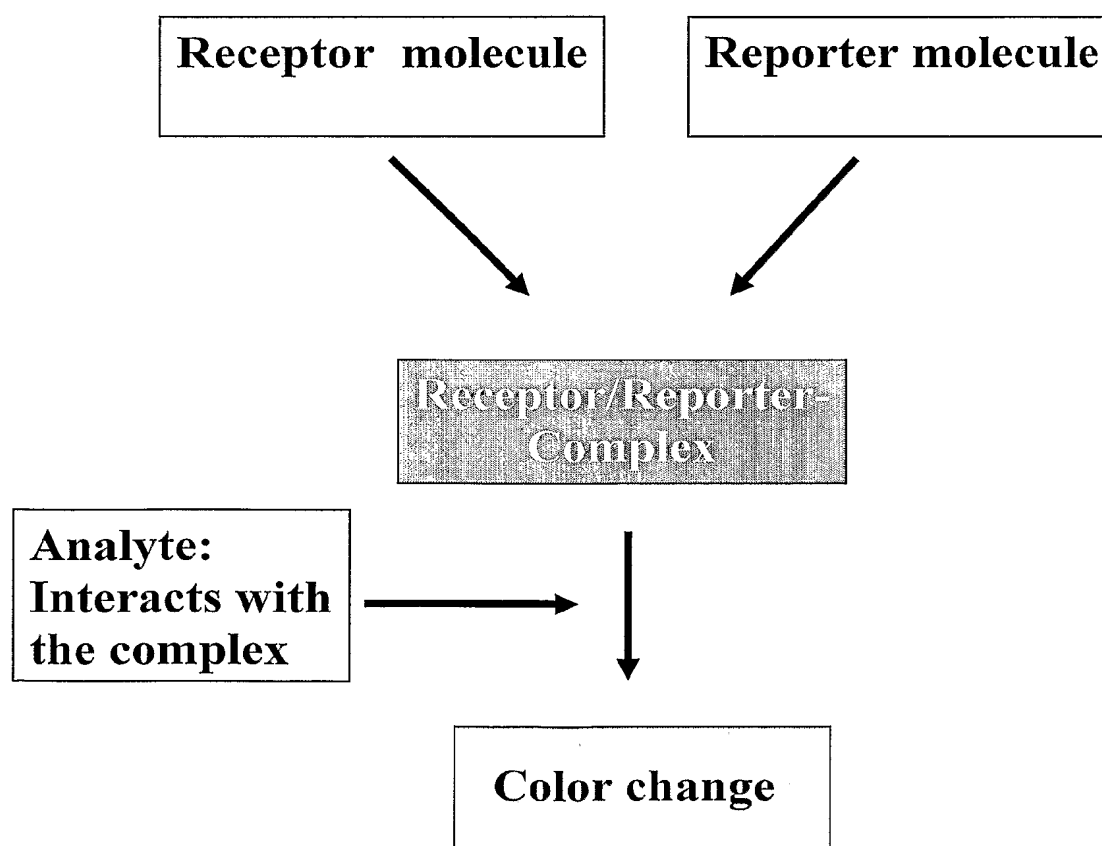 Receptor molecule
Reporter molecule
Receptor/Reporter-
Complex
Analyte:
Interacts with
the complex
Color change